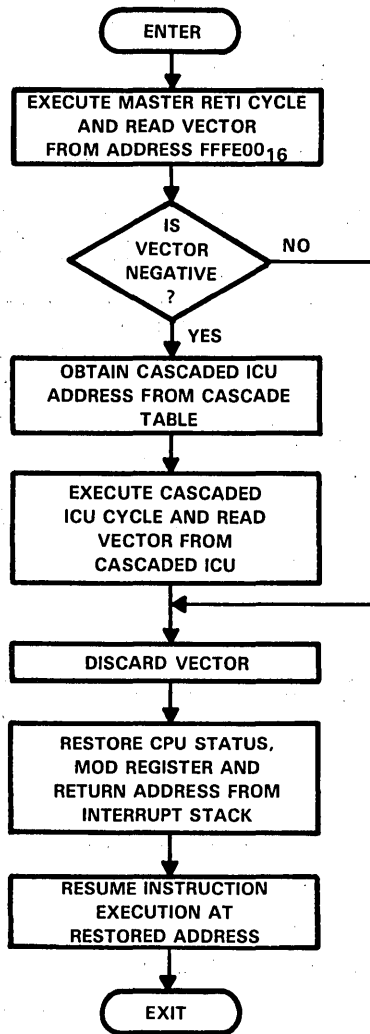 ENTER
EXECUTE MASTER RETI CYCLE
AND READ VECTOR
FROM ADDRESS FFFE00₁₆
IS
VECTOR
NEGATIVE
?
NO
YES
OBTAIN CASCADED ICU
ADDRESS FROM CASCADE
TABLE
EXECUTE CASCADED
ICU CYCLE AND READ
VECTOR FROM
CASCADED ICU
DISCARD VECTOR
RESTORE CPU STATUS,
MOD REGISTER AND
RETURN ADDRESS FROM
INTERRUPT STACK
RESUME INSTRUCTION
EXECUTION AT
RESTORED ADDRESS
EXIT